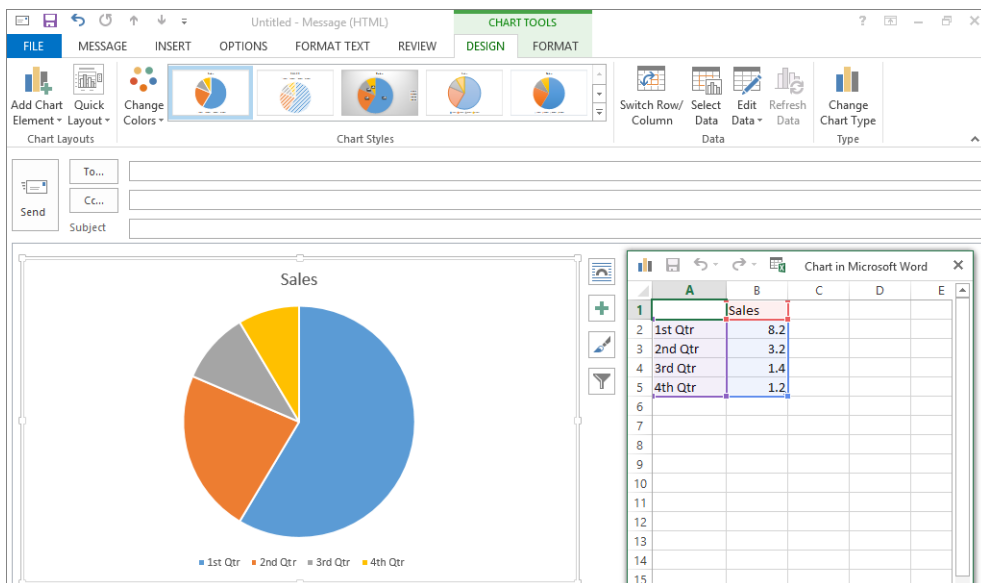 Untitled - Message (HTML)
CHART TOOLS
?
FILE MESSAGE INSERT OPTIONS FORMAT TEXT REVIEW DESIGN FORMAT
Add Chart Quick Change Switch Row/ Select Edit Refresh Change
Element Layout Colors Column Data Data Data Chart Type
Chart Layouts Chart Styles Data Type
To...
Cc...
Send
Subject
Sales
1st Qtr 2nd Qtr 3rd Qtr 4th Qtr
Chart in Microsoft Word
A B C D E
1 Sales
2 1st Qtr 8.2
3 2nd Qtr 3.2
4 3rd Qtr 1.4
5 4th Qtr 1.2
6
7
8
9
10
11
12
13
14
15